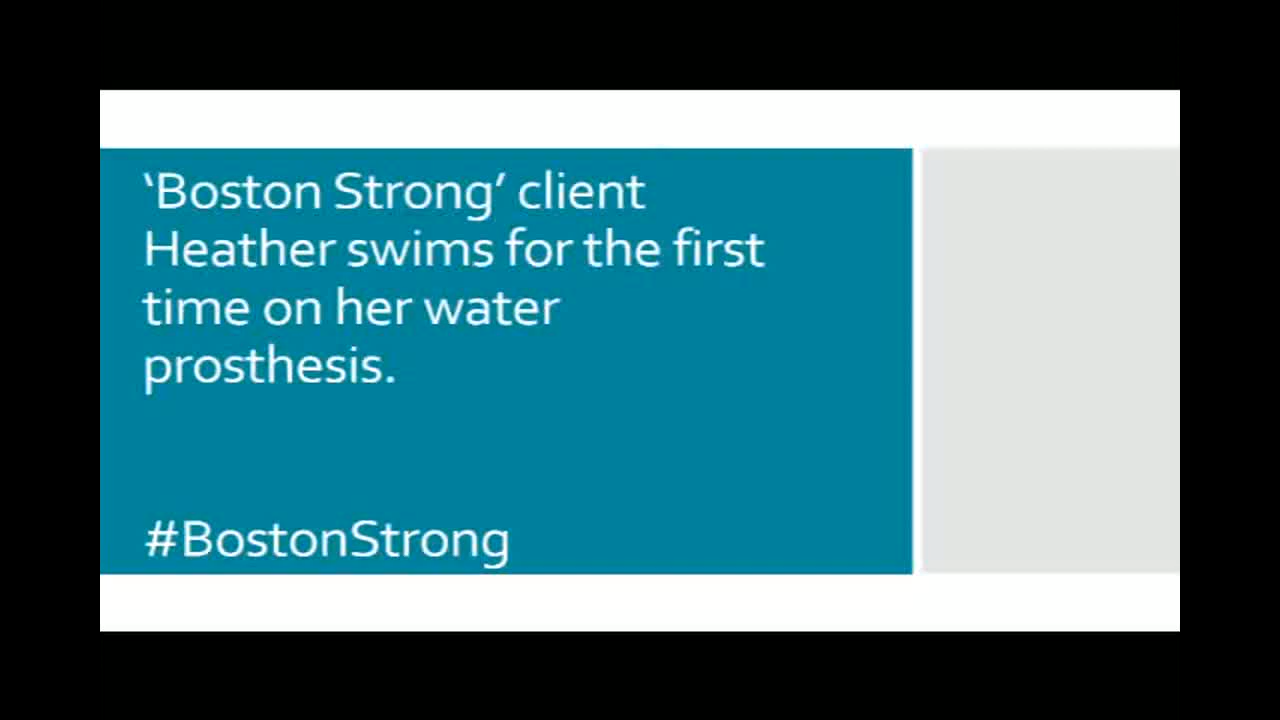 ‘Boston Strong’ client
Heather swims for the first
time on her water
prosthesis.
#BostonStrong